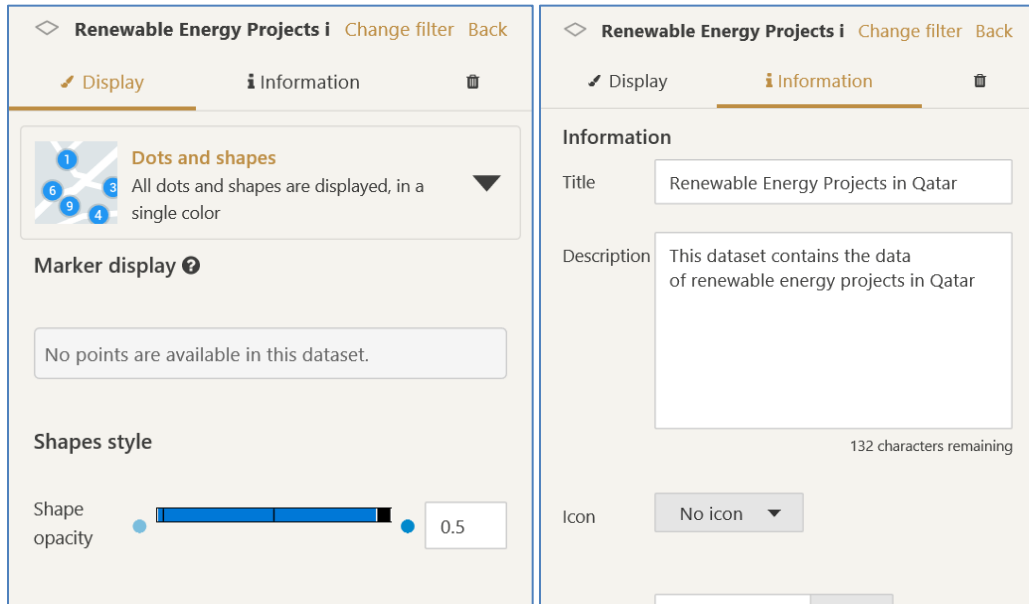 Renewable Energy Projects i Change filter Back
Display Information
1
6
3
9
4
Dots and shapes
All dots and shapes are displayed, in a
single color
Marker display ?
No points are available in this dataset.
Shapes style
Shape
opacity
0.5
Renewable Energy Projects i Change filter Back
Display Information
Information
Title Renewable Energy Projects in Qatar
Description This dataset contains the data
of renewable energy projects in Qatar
132 characters remaining
Icon No icon